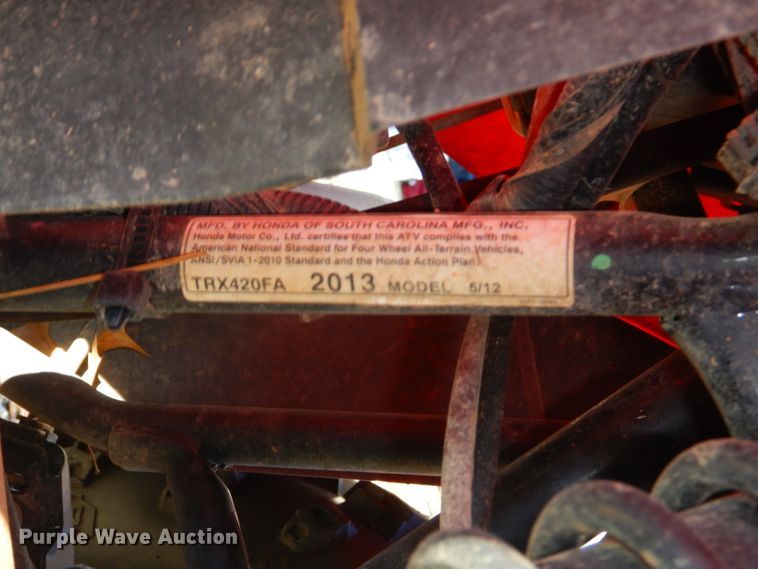 MFD. BY HONDA OF SOUTH CAROLINA MFG., INC.
Honda Motor Co., Ltd. certifies that this ATV complies with the
American National Standard for Four Wheel All-Terrain Vehicles,
ANSI/SVIA 1-2010 Standard and the Honda Action Plan.
TRX420FA 2013 MODEL 5/12
Purple Wave Auction